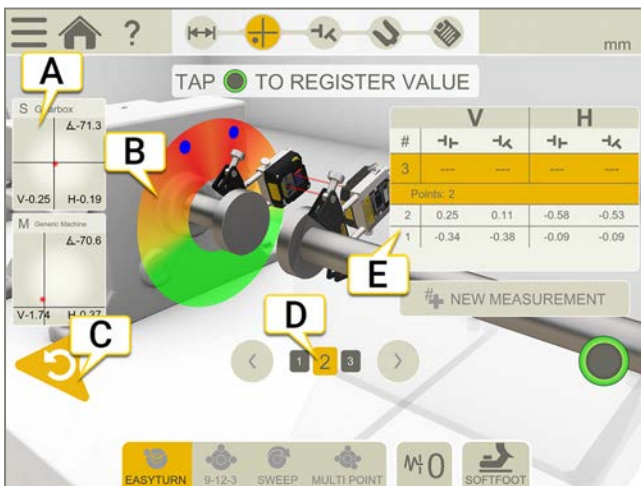 ?
mm
TAP TO REGISTER VALUE
A
S Gearbox
∡-71.3
V-0.25 H-0.19
M Generic Machine
∡-70.6
V-1.74 H-0.37
B
C
D
1 2 3
V H
#
3 --- --- --- ---
Points: 2
2 0.25 0.11 -0.58 -0.53
1 -0.34 -0.38 -0.09 -0.09
E
# NEW MEASUREMENT
EASYTURN 9-12-3 SWEEP MULTI POINT 0 SOFTFOOT